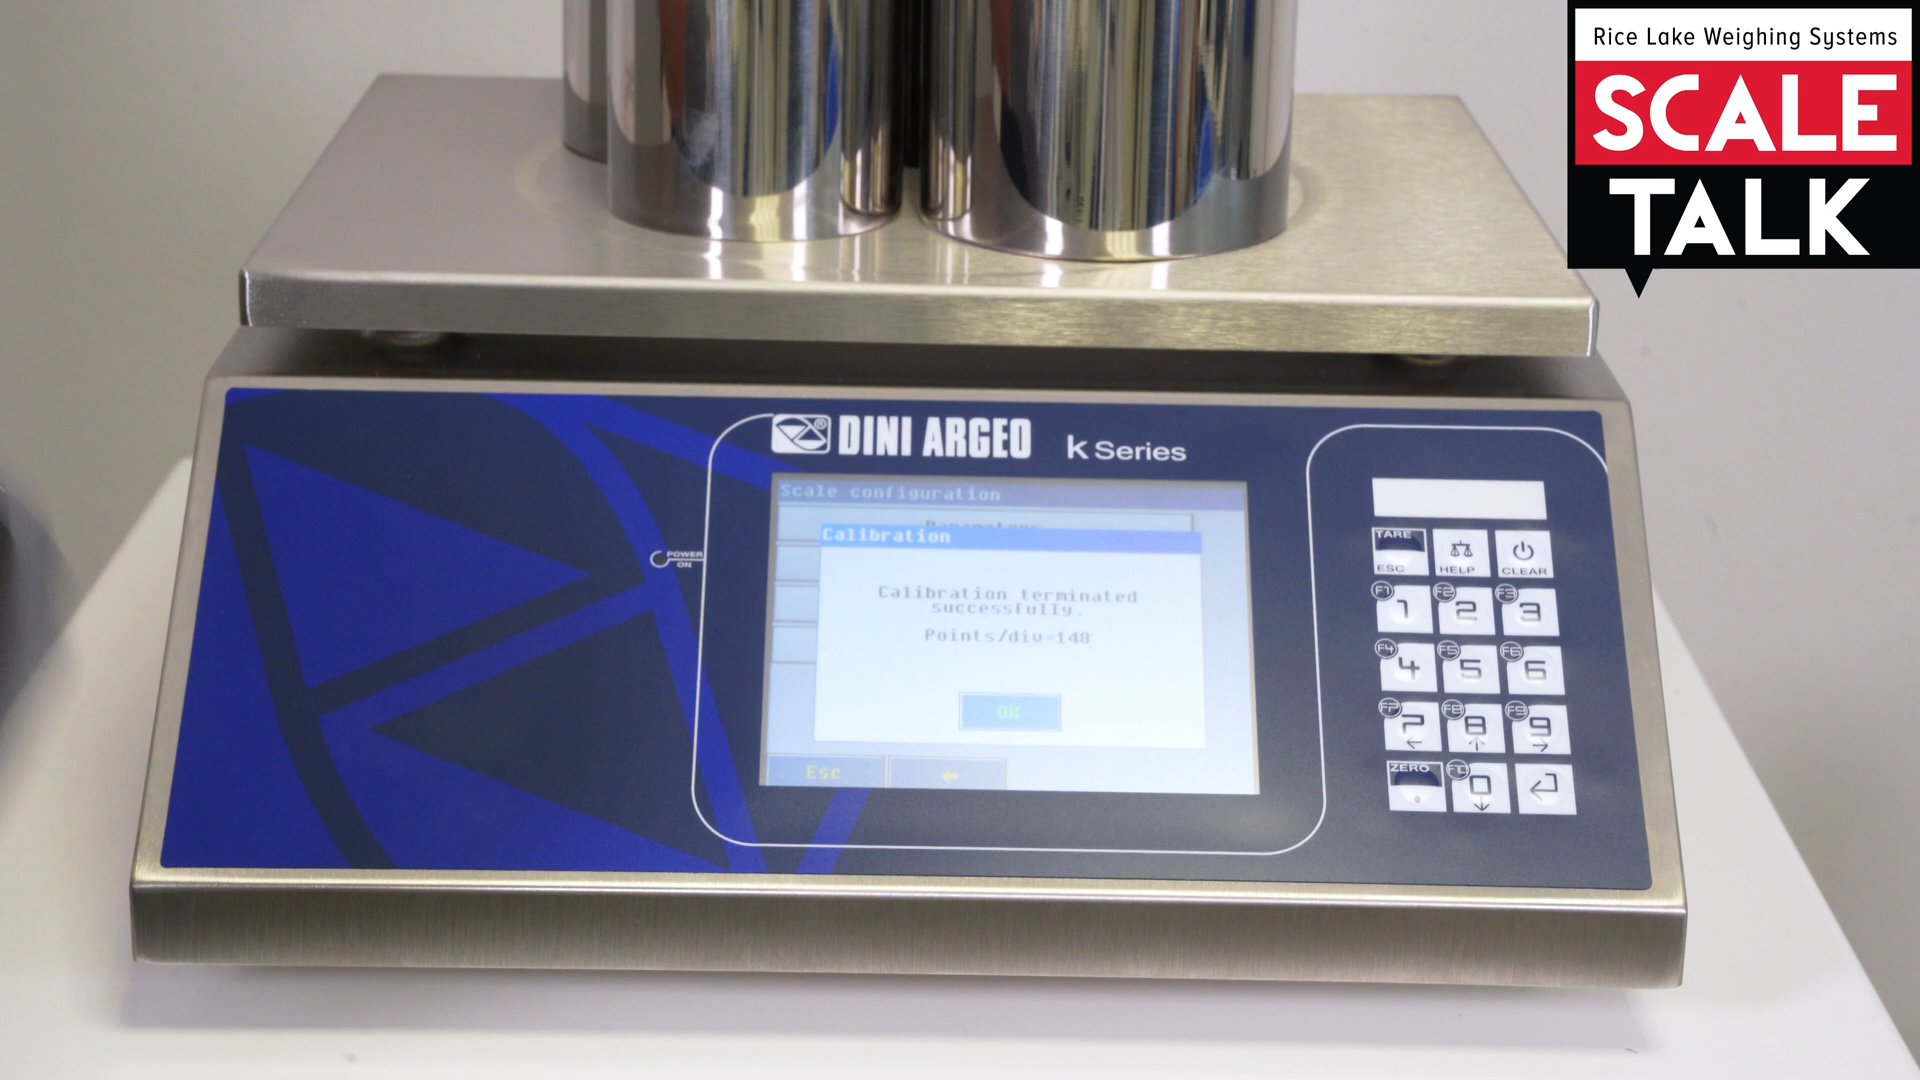 Rice Lake Weighing Systems
SCALE
TALK
DINI ARGEO
k Series
Scale configuration
Parameters
Calibration
Calibration terminated
successfully.
Points/div=148
OK
Esc
←
POWER
ON
TARE
ESC
HELP
CLEAR
F1 1
F2 2
F3 3
F4 4
F5 5
F6 6
F7 7
F8 8
F9 9
ZERO
F10 0